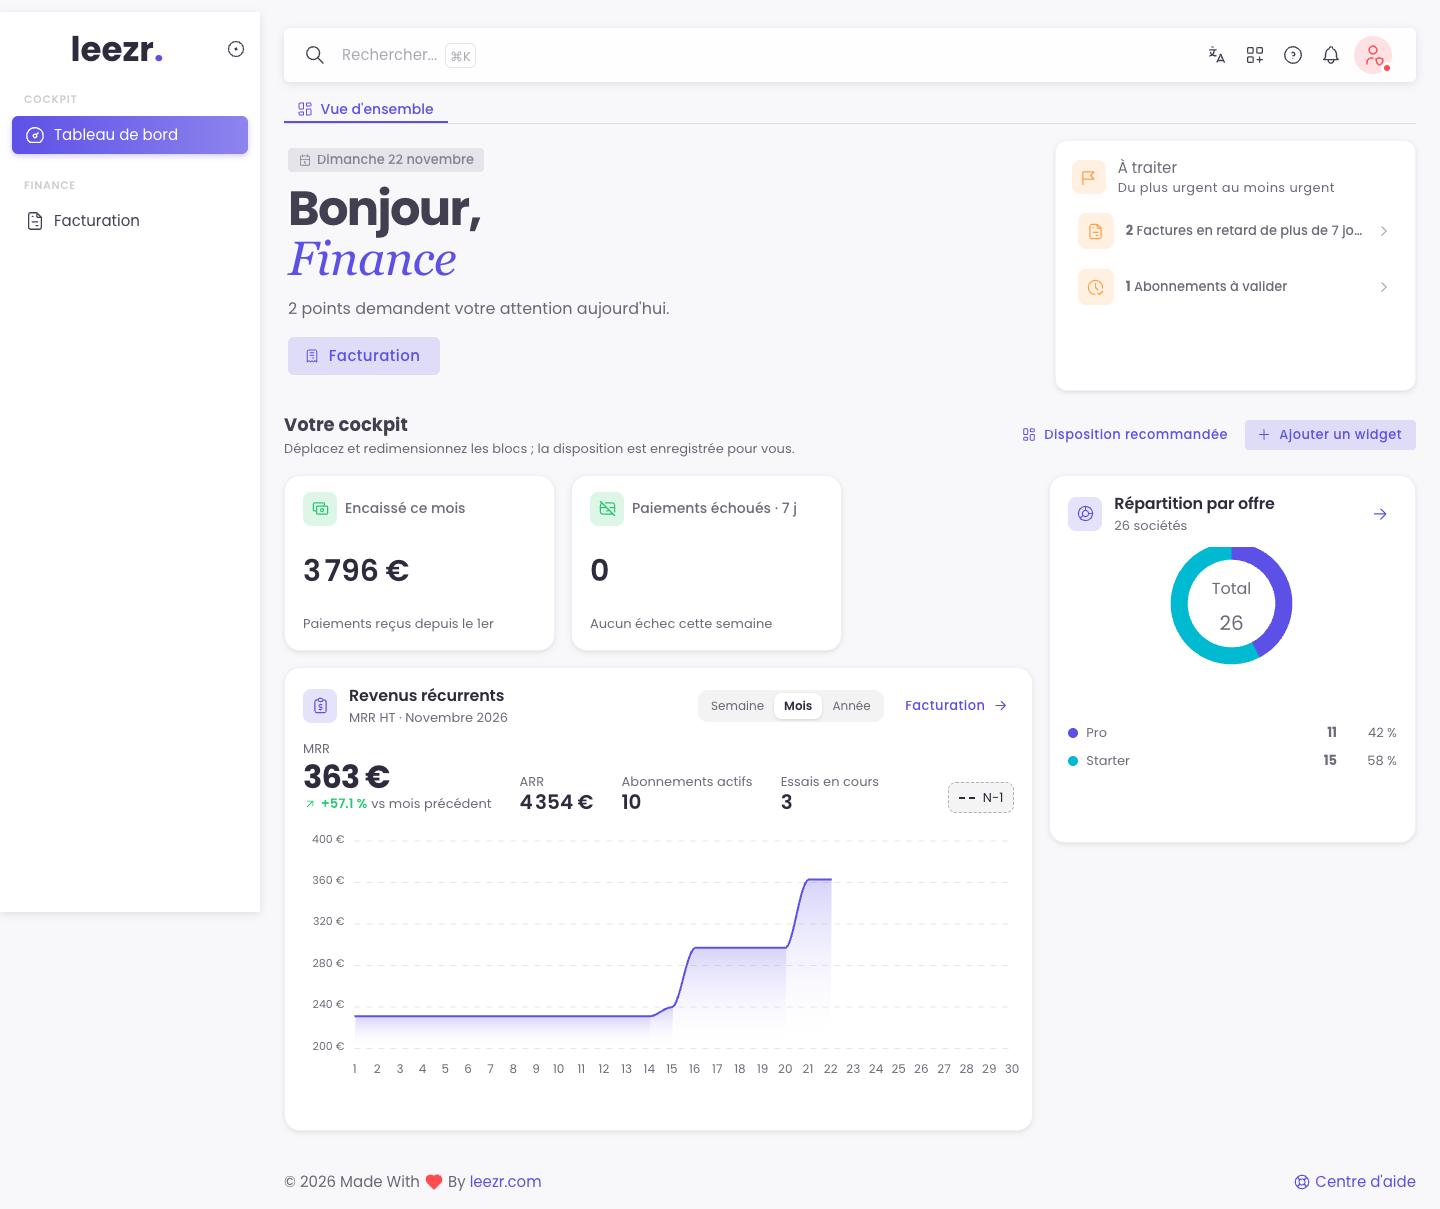 leezr.
COCKPIT
Tableau de bord
FINANCE
Facturation
Rechercher... ⌘K
Vue d'ensemble
Dimanche 22 novembre
Bonjour,
Finance
2 points demandent votre attention aujourd'hui.
Facturation
À traiter
Du plus urgent au moins urgent
2 Factures en retard de plus de 7 jo…
1 Abonnements à valider
Votre cockpit
Déplacez et redimensionnez les blocs ; la disposition est enregistrée pour vous.
Disposition recommandée
Ajouter un widget
Encaissé ce mois
3 796 €
Paiements reçus depuis le 1er
Paiements échoués · 7 j
0
Aucun échec cette semaine
Répartition par offre
26 sociétés
Total
26
Pro 11 42 %
Starter 15 58 %
Revenus récurrents
MRR HT · Novembre 2026
Semaine Mois Année
Facturation
MRR
363 €
+57.1 % vs mois précédent
ARR
4 354 €
Abonnements actifs
10
Essais en cours
3
N-1
400 €
360 €
320 €
280 €
240 €
200 €
1 2 3 4 5 6 7 8 9 10 11 12 13 14 15 16 17 18 19 20 21 22 23 24 25 26 27 28 29 30
© 2026 Made With By leezr.com
Centre d'aide